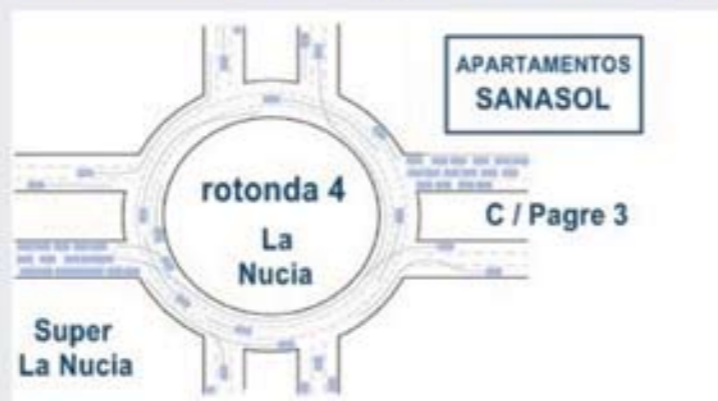 APARTAMENTOS
SANASOL
rotonda 4
La
Nucia
C / Pagre 3
Super
La Nucia